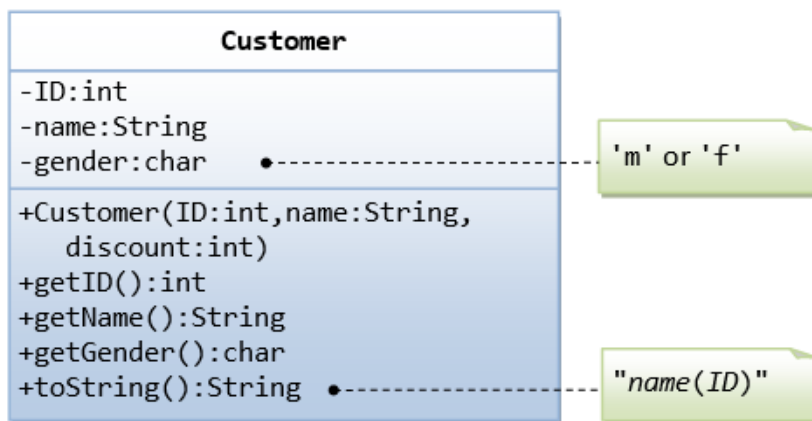 Customer
-ID:int
-name:String
-gender:char
'm' or 'f'
+Customer(ID:int,name:String,
discount:int)
+getID():int
+getName():String
+getGender():char
+toString():String
"name(ID)"